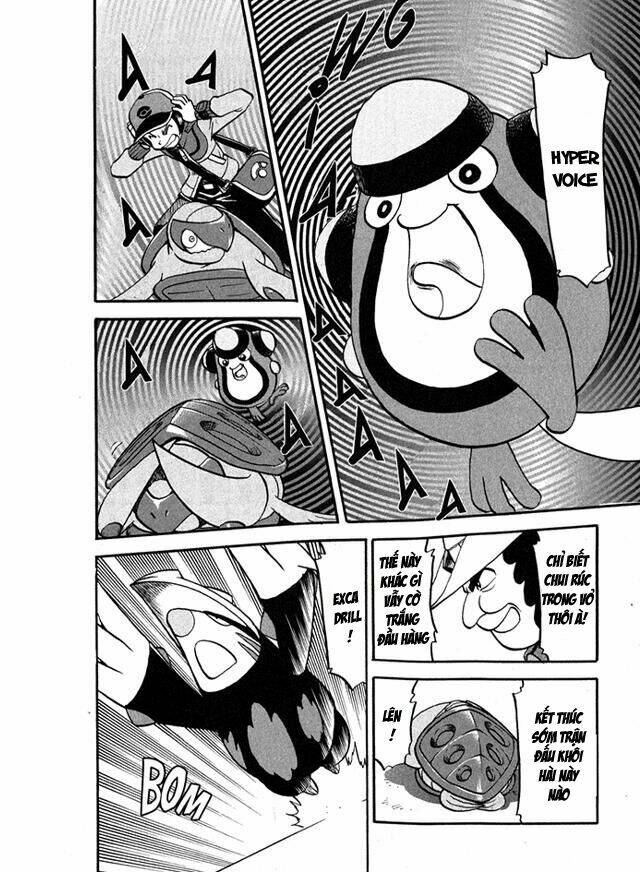 HYPER
VOICE
WG
!
A
A
A
A
A
A
A
A
A
A
A
A
A
CHỈ BIẾT
CHUI RÚC
TRONG VỎ
THÔI À!
THẾ NÀY
KHÁC GÌ
VẪY CỜ
TRẮNG
ĐẦU HÀNG
KẾT THÚC
SỚM TRẬN
ĐẤU KHÔI
HÀI NÀY
NÀO
LÊN
!
EXCA
DRILL
!
BOM